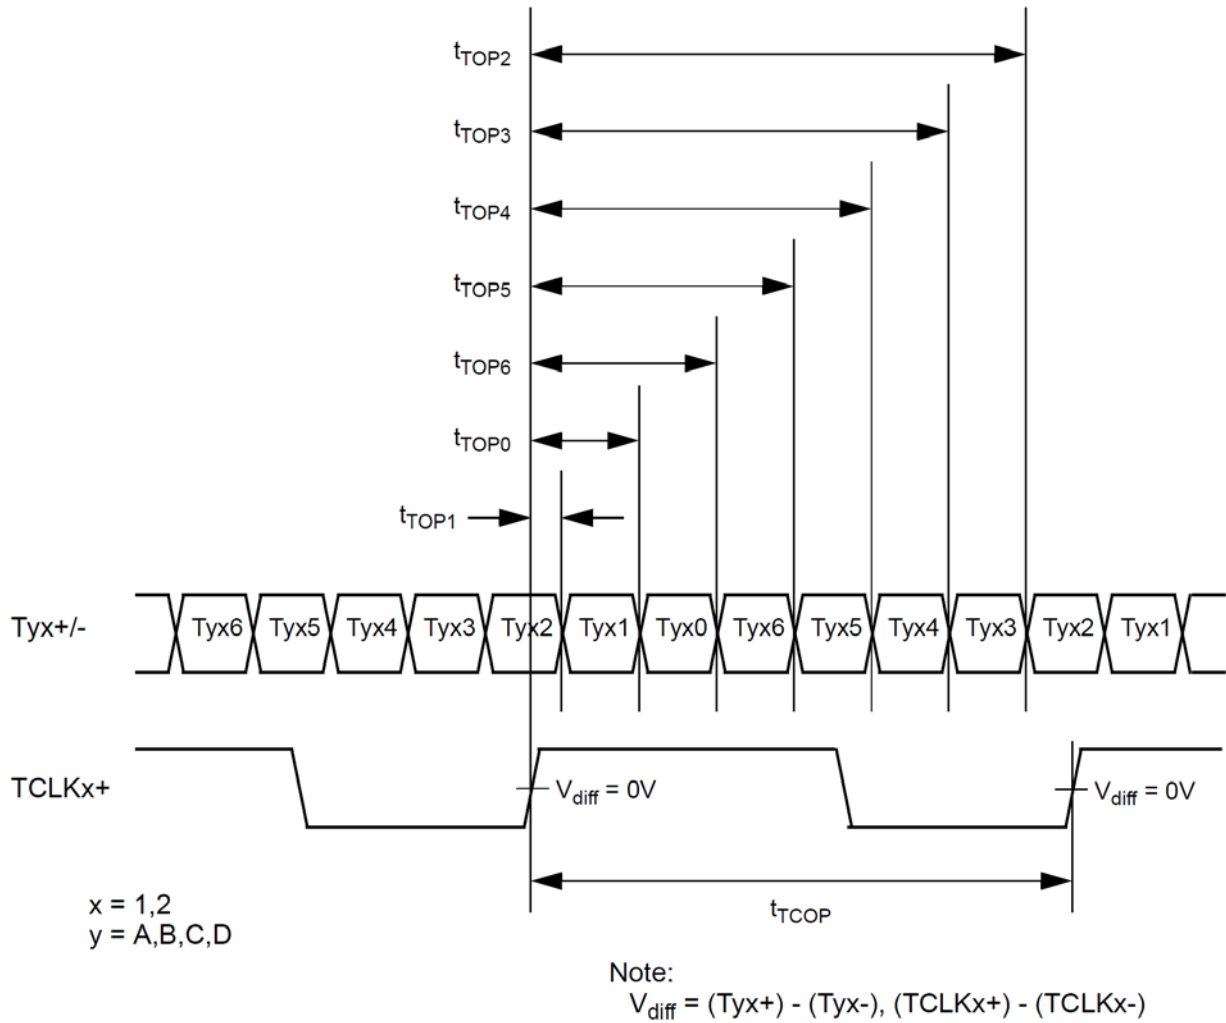 tTOP2
tTOP3
tTOP4
tTOP5
tTOP6
tTOP0
tTOP1
Tyx+/- Tyx6 Tyx5 Tyx4 Tyx3 Tyx2 Tyx1 Tyx0 Tyx6 Tyx5 Tyx4 Tyx3 Tyx2 Tyx1
TCLKx+ Vdiff = 0V Vdiff = 0V
tTCOP
x = 1,2
y = A,B,C,D
Note:
Vdiff = (Tyx+) - (Tyx-), (TCLKx+) - (TCLKx-)